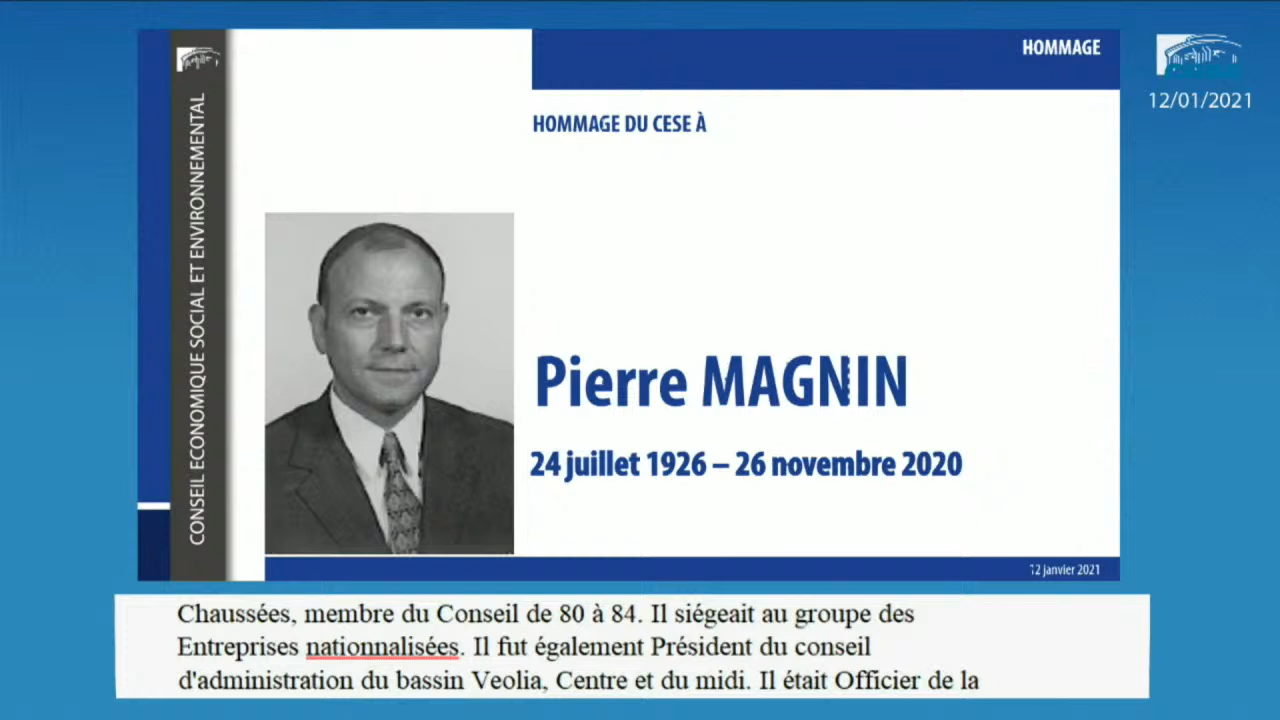 HOMMAGE
12/01/2021
CONSEIL ECONOMIQUE SOCIAL ET ENVIRONNEMENTAL
HOMMAGE DU CESE À
Pierre MAGNIN
24 juillet 1926 – 26 novembre 2020
12 janvier 2021
Chaussées, membre du Conseil de 80 à 84. Il siégeait au groupe des
Entreprises nationnalisées. Il fut également Président du conseil
d'administration du bassin Veolia, Centre et du midi. Il était Officier de la